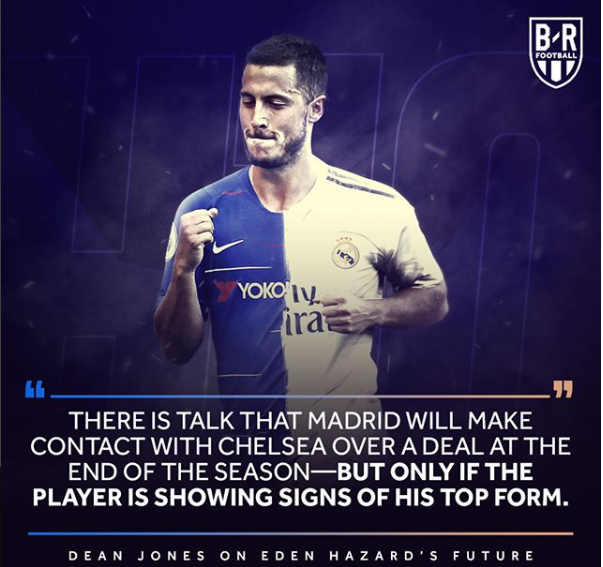 B-R
FOOTBALL
YOKO
Fly
“ ”
THERE IS TALK THAT MADRID WILL MAKE
CONTACT WITH CHELSEA OVER A DEAL AT THE
END OF THE SEASON—BUT ONLY IF THE
PLAYER IS SHOWING SIGNS OF HIS TOP FORM.
DEAN JONES ON EDEN HAZARD'S FUTURE